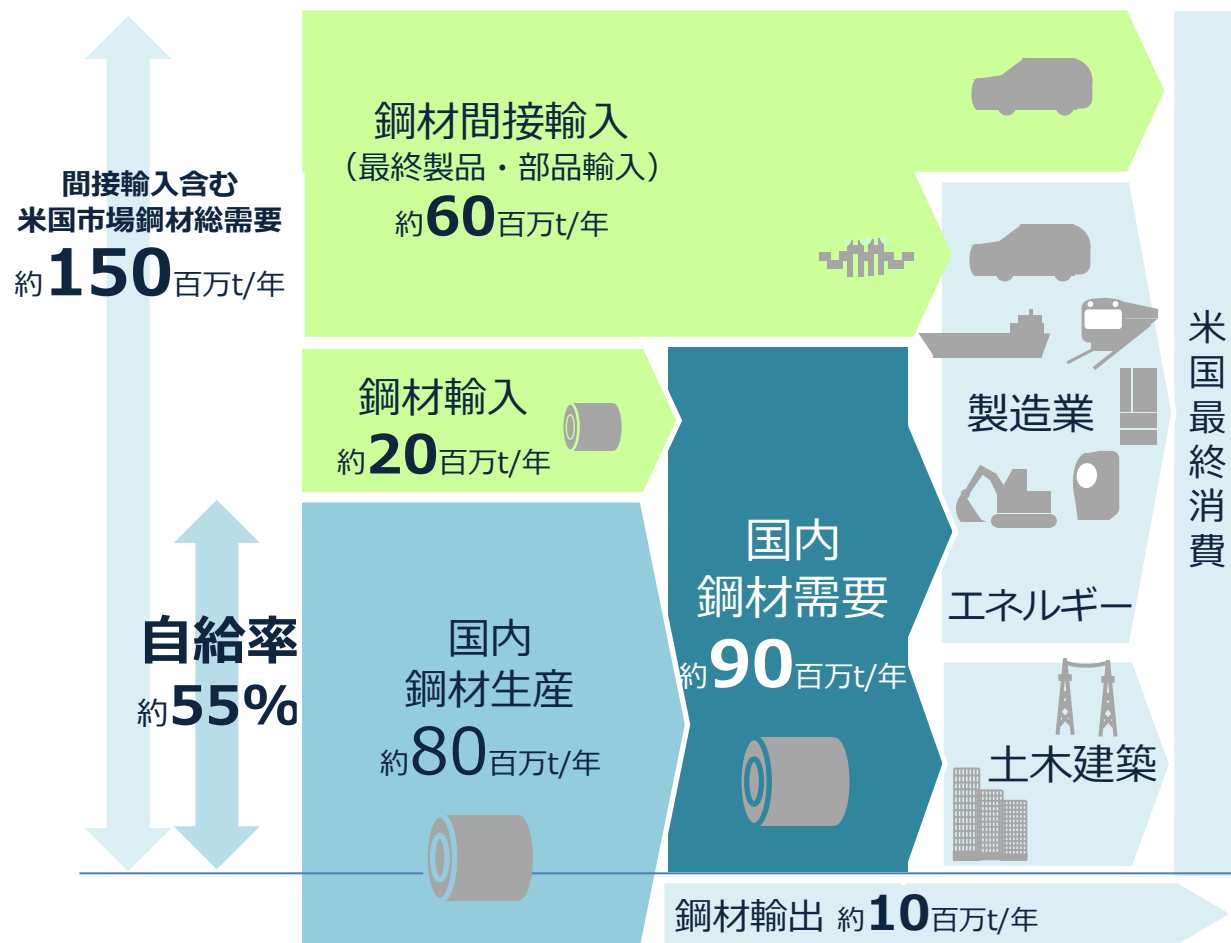 間接輸入含む
米国市場鋼材総需要
約150百万t/年
自給率
約55%
鋼材間接輸入
（最終製品・部品輸入）
約60百万t/年
鋼材輸入
約20百万t/年
国内
鋼材生産
約80百万t/年
国内
鋼材需要
約90百万t/年
製造業
エネルギー
土木建築
鋼材輸出 約10百万t/年
米国最終消費